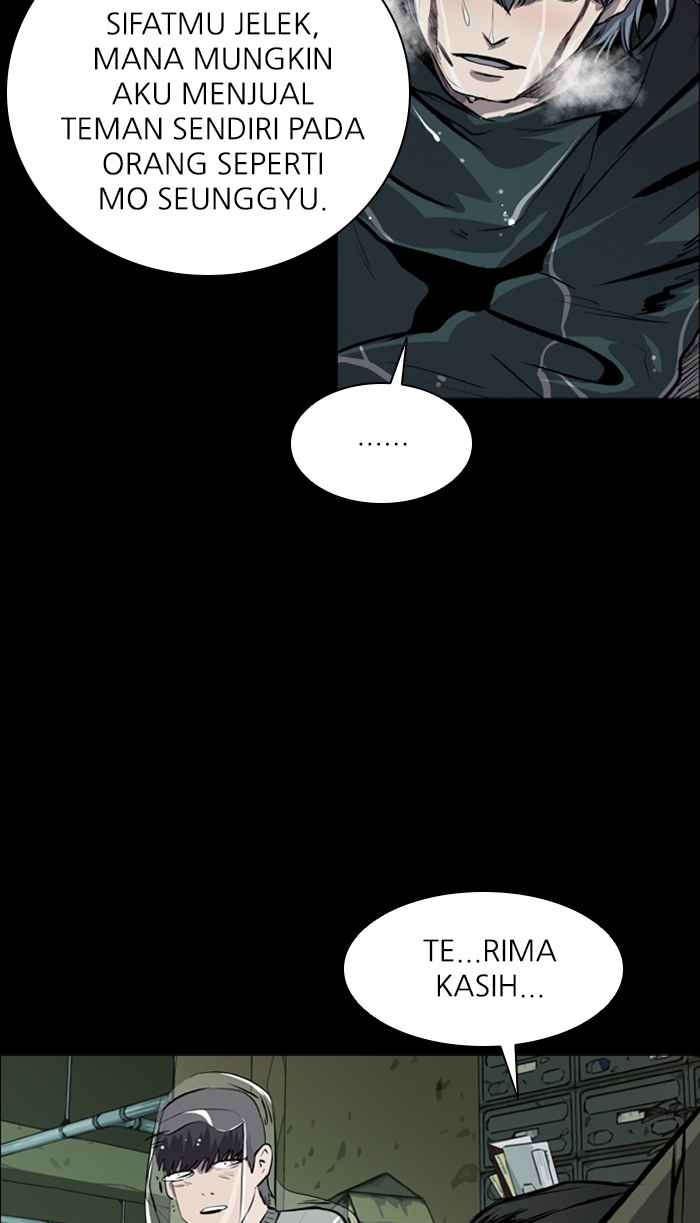 SIFATMU JELEK,
MANA MUNGKIN
AKU MENJUAL
TEMAN SENDIRI PADA
ORANG SEPERTI
MO SEUNGGYU.
......
TE...RIMA
KASIH...